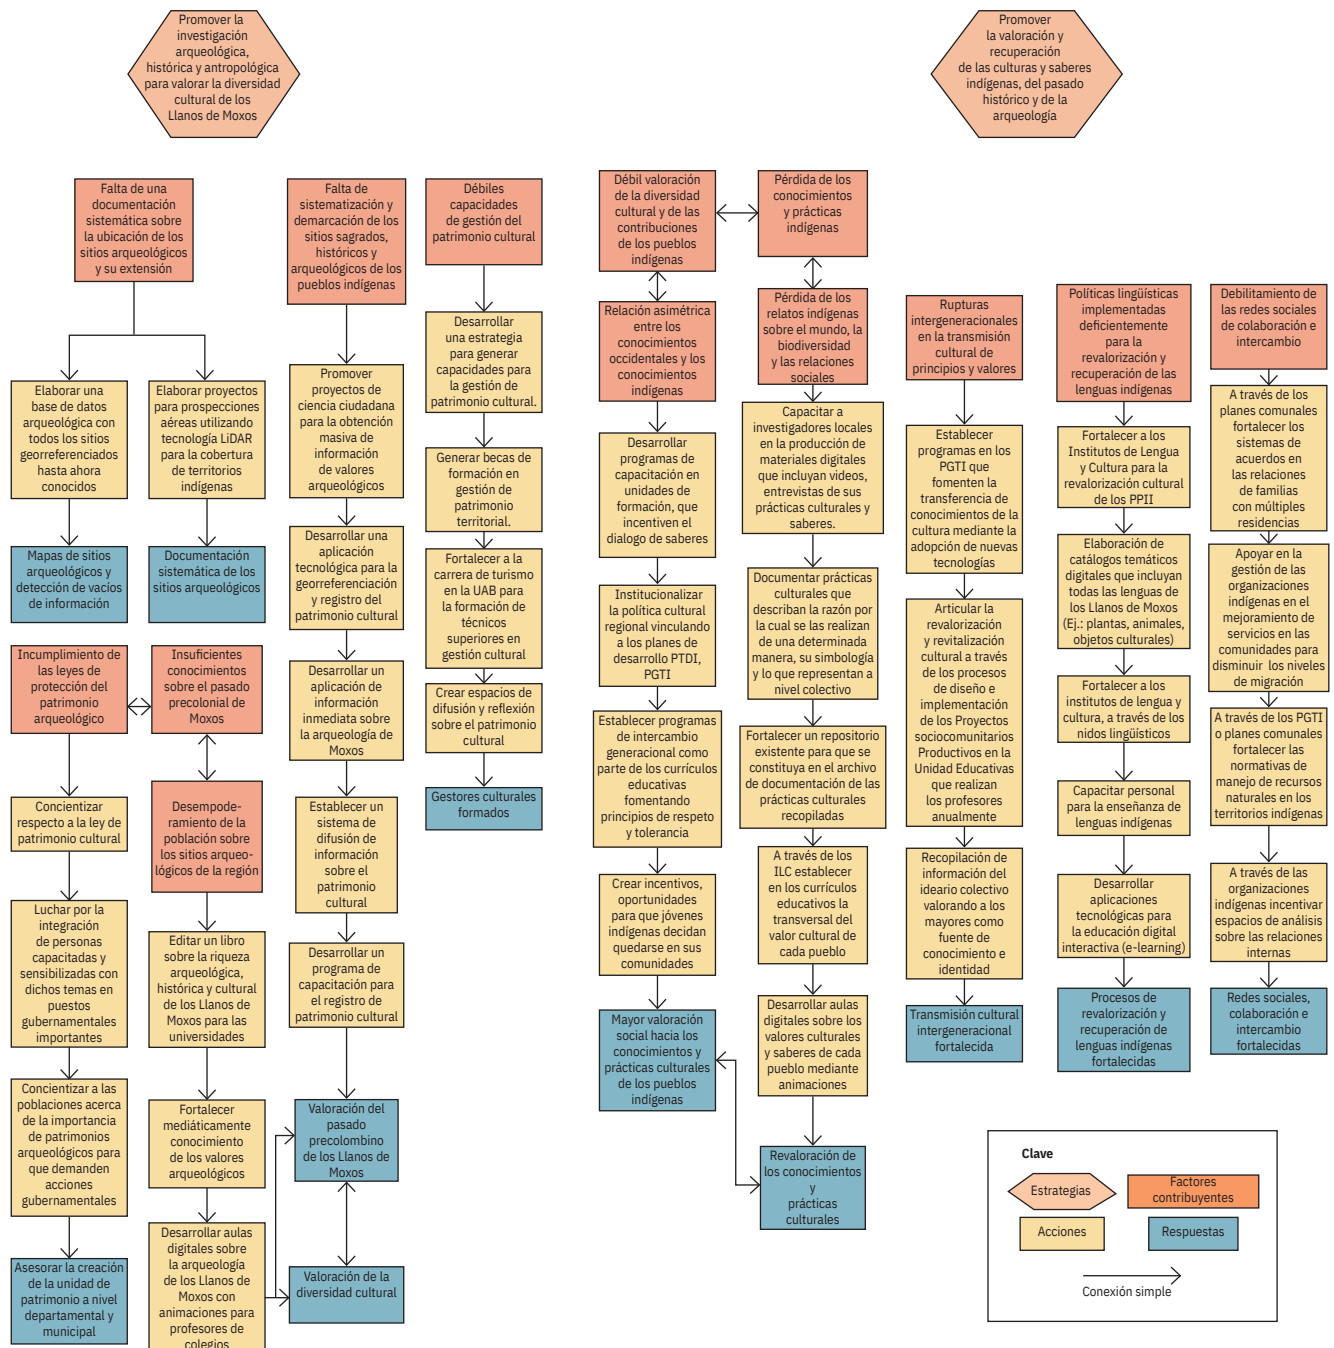 Promover la
investigación
arqueológica,
histórica y antropológica
para valorar la diversidad
cultural de los
Llanos de Moxos
Promover
la valoración y
recuperación
de las culturas y saberes
indígenas, del pasado
histórico y de la
arqueología
Falta de una
documentación
sistemática sobre
la ubicación de los
sitios arqueológicos
y su extensión
Elaborar una
base de datos
arqueológica con
todos los sitios
georreferenciados
hasta ahora
conocidos
Mapas de sitios
arqueológicos y
detección de vacíos
de información
Elaborar proyectos
para prospecciones
aéreas utilizando
tecnología LiDAR
para la cobertura
de territorios
indígenas
Documentación
sistemática de los
sitios arqueológicos
Incumplimiento de
las leyes de
protección del
patrimonio
arqueológico
Insuficientes
conocimientos
sobre el pasado
precolonial de
Moxos
Concientizar
respecto a la ley de
patrimonio cultural
Luchar por la
integración
de personas
capacitadas y
sensibilizadas con
dichos temas en
puestos
gubernamentales
importantes
Concientizar a las
poblaciones acerca
de la importancia
de patrimonios
arqueológicos para
que demanden
acciones
gubernamentales
Asesorar la creación
de la unidad de
patrimonio a nivel
departamental y
municipal
Desempode-
ramiento de la
población sobre
los sitios arqueo-
lógicos de la región
Editar un libro
sobre la riqueza
arqueológica,
histórica y cultural
de los Llanos de
Moxos para las
universidades
Fortalecer
mediáticamente
conocimiento
de los valores
arqueológicos
Desarrollar aulas
digitales sobre
la arqueología
de los Llanos de
Moxos con
animaciones para
profesores de
colegios
Falta de
sistematización y
demarcación de los
sitios sagrados,
históricos y
arqueológicos de los
pueblos indígenas
Promover
proyectos de
ciencia ciudadana
para la obtención
masiva de
información
de valores
arqueológicos
Desarrollar una
aplicación
tecnológica para la
georreferenciación
y registro del
patrimonio cultural
Desarrollar un
aplicación de
información
inmediata sobre
la arqueología de
Moxos
Establecer un
sistema de
difusión de
información
sobre el
patrimonio
cultural
Desarrollar un
programa de
capacitación para
el registro de
patrimonio cultural
Valoración del
pasado
precolombino
de los Llanos de
Moxos
Valoración de la
diversidad cultural
Débiles
capacidades
de gestión del
patrimonio cultural
Desarrollar
una estrategia
para generar
capacidades para
la gestión de
patrimonio cultural.
Generar becas de
formación en
gestión de
patrimonio
territorial.
Fortalecer a la
carrera de turismo
en la UAB para
la formación de
técnicos
superiores en
gestión cultural
Crear espacios de
difusión y reflexión
sobre el patrimonio
cultural
Gestores culturales
formados
Débil valoración
de la diversidad
cultural y de las
contribuciones
de los pueblos
indígenas
Pérdida de los
conocimientos
y prácticas
indígenas
Relación asimétrica
entre los
conocimientos
occidentales y los
conocimientos
indígenas
Desarrollar
programas de
capacitación en
unidades de
formación, que
incentiven el
dialogo de saberes
Institucionalizar
la política cultural
regional vinculando
a los planes de
desarrollo PTDI,
PGTI
Establecer programas
de intercambio
generacional como
parte de los currículos
educativas
fomentando
principios de respeto
y tolerancia
Crear incentivos,
oportunidades
para que jóvenes
indígenas decidan
quedarse en sus
comunidades
Mayor valoración
social hacia los
conocimientos y
prácticas culturales
de los pueblos
indígenas
Pérdida de los
relatos indígenas
sobre el mundo, la
biodiversidad
y las relaciones
sociales
Capacitar a
investigadores locales
en la producción de
materiales digitales
que incluyan videos,
entrevistas de sus
prácticas culturales y
saberes.
Documentar prácticas
culturales que
describan la razón por
la cual se las realizan
de una determinada
manera, su simbología
y lo que representan a
nivel colectivo
Fortalecer un repositorio
existente para que se
constituya en el archivo
de documentación de las
prácticas culturales
recopiladas
A través de los
ILC establecer
en los currículos
educativos la
transversal del
valor cultural de
cada pueblo
Desarrollar aulas
digitales sobre los
valores culturales
y saberes de cada
pueblo mediante
animaciones
Revaloración de
los conocimientos
y
prácticas
culturales
Rupturas
intergeneracionales
en la transmisión
cultural de
principios y valores
Establecer
programas en los
PGTI que
fomenten la
transferencia de
conocimientos de la
cultura mediante la
adopción de nuevas
tecnologías
Articular la
revalorización
y revitalización
cultural a través
de los procesos
de diseño e
implementación
de los Proyectos
sociocomunitarios
Productivos en la
Unidad Educativas
que realizan
los profesores
anualmente
Recopilación de
información del
ideario colectivo
valorando a los
mayores como
fuente de
conocimiento e
identidad
Transmisión cultural
intergeneracional
fortalecida
Políticas lingüísticas
implementadas
deficientemente
para la
revalorización y
recuperación de las
lenguas indígenas
Fortalecer a los
Institutos de Lengua
y Cultura para la
revalorización cultural
de los PPII
Elaboración de
catálogos temáticos
digitales que incluyan
todas las lenguas de
los Llanos de Moxos
(Ej.: plantas, animales,
objetos culturales)
Fortalecer a los
institutos de lengua y
cultura, a través de los
nidos lingüísticos
Capacitar personal
para la enseñanza de
lenguas indígenas
Desarrollar
aplicaciones
tecnológicas para
la educación digital
interactiva (e-learning)
Procesos de
revalorización y
recuperación de
lenguas indígenas
fortalecidas
Debilitamiento de
las redes sociales
de colaboración e
intercambio
A través de los
planes comunales
fortalecer los
sistemas de
acuerdos en
las relaciones
de familias
con múltiples
residencias
Apoyar en la
gestión de las
organizaciones
indígenas en el
mejoramiento de
servicios en las
comunidades para
disminuir los niveles
de migración
A través de los PGTI
o planes comunales
fortalecer las
normativas de
manejo de recursos
naturales en los
territorios indígenas
A través de las
organizaciones
indígenas incentivar
espacios de análisis
sobre las relaciones
internas
Redes sociales,
colaboración e
intercambio
fortalecidas
Clave
Estrategias
Factores
contribuyentes
Acciones
Respuestas
Conexión simple